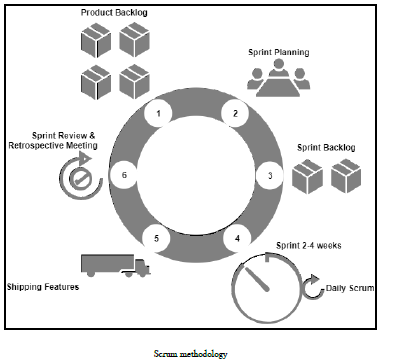 Product Backlog
Sprint Planning
1
2
Sprint Review &
Retrospective Meeting
Sprint Backlog
6
3
5
4
Sprint 2-4 weeks
Shipping Features
Daily Scrum
Scrum methodology